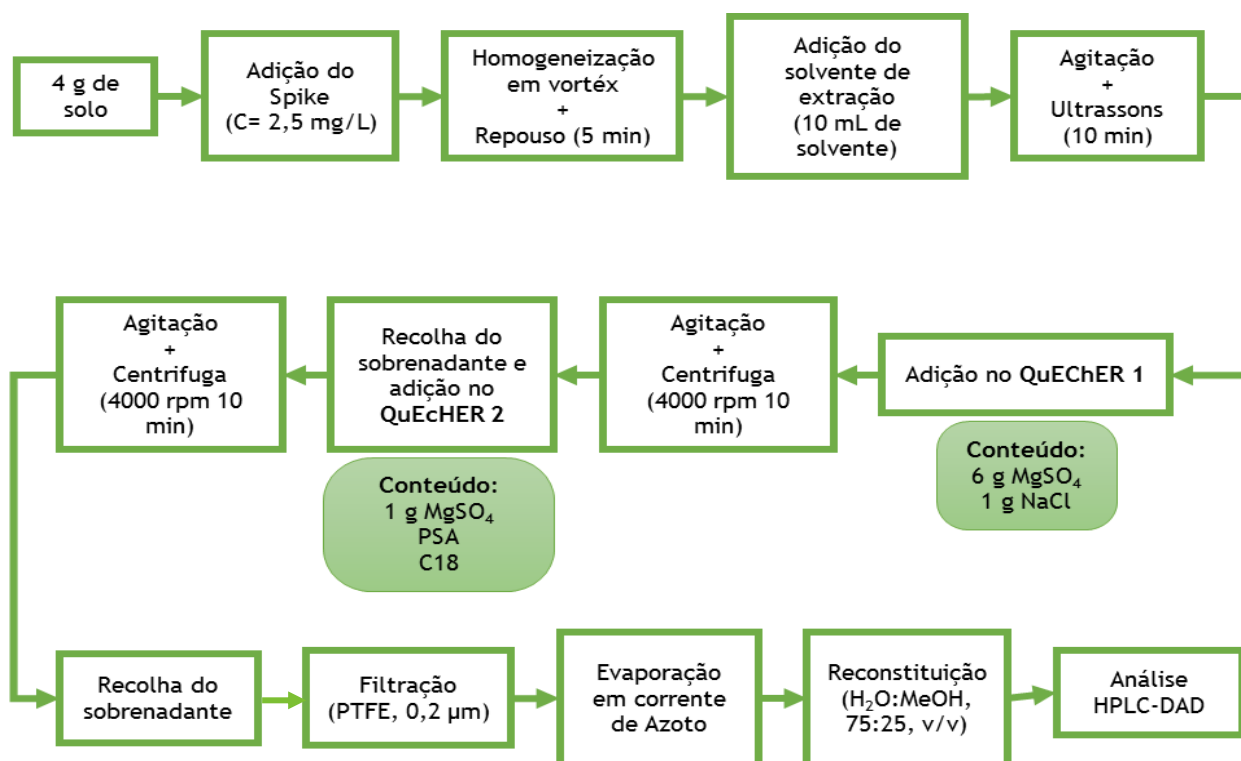 4 g de
solo
Adição do
Spike
(C= 2,5 mg/L)
Homogeneização
em vortéx
+
Repouso (5 min)
Adição do
solvente de
extração
(10 mL de
solvente)
Agitação
+
Ultrassons
(10 min)
Adição no QuEChER 1
Conteúdo:
6 g MgSO₄
1 g NaCl
Agitação
+
Centrifuga
(4000 rpm 10
min)
Recolha do
sobrenadante e
adição no
QuEcHER 2
Conteúdo:
1 g MgSO₄
PSA
C18
Agitação
+
Centrifuga
(4000 rpm 10
min)
Recolha do
sobrenadante
Filtração
(PTFE, 0,2 µm)
Evaporação
em corrente
de Azoto
Reconstituição
(H₂O:MeOH,
75:25, v/v)
Análise
HPLC-DAD